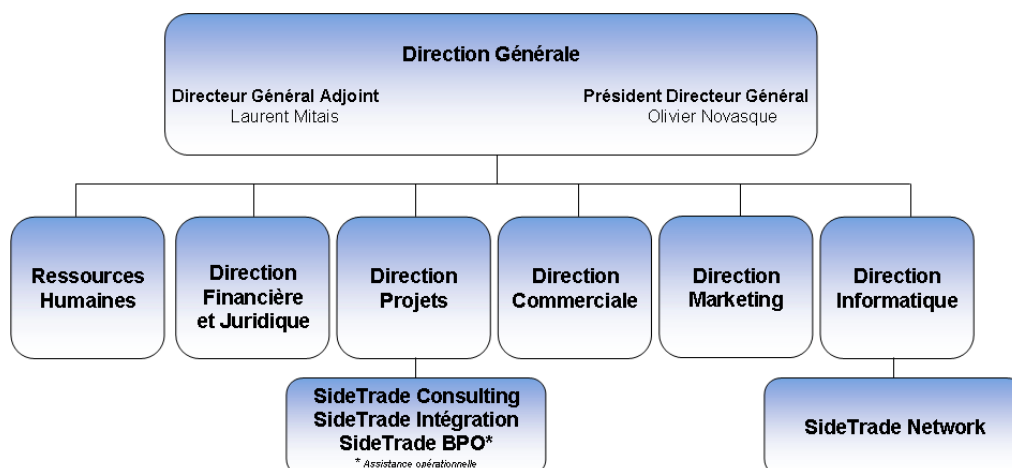 Direction Générale
Directeur Général Adjoint
Laurent Mitais
Président Directeur Général
Olivier Novasque
Ressources
Humaines
Direction
Financière
et Juridique
Direction
Projets
Direction
Commerciale
Direction
Marketing
Direction
Informatique
SideTrade Consulting
SideTrade Intégration
SideTrade BPO*
* Assistance opérationnelle
SideTrade Network